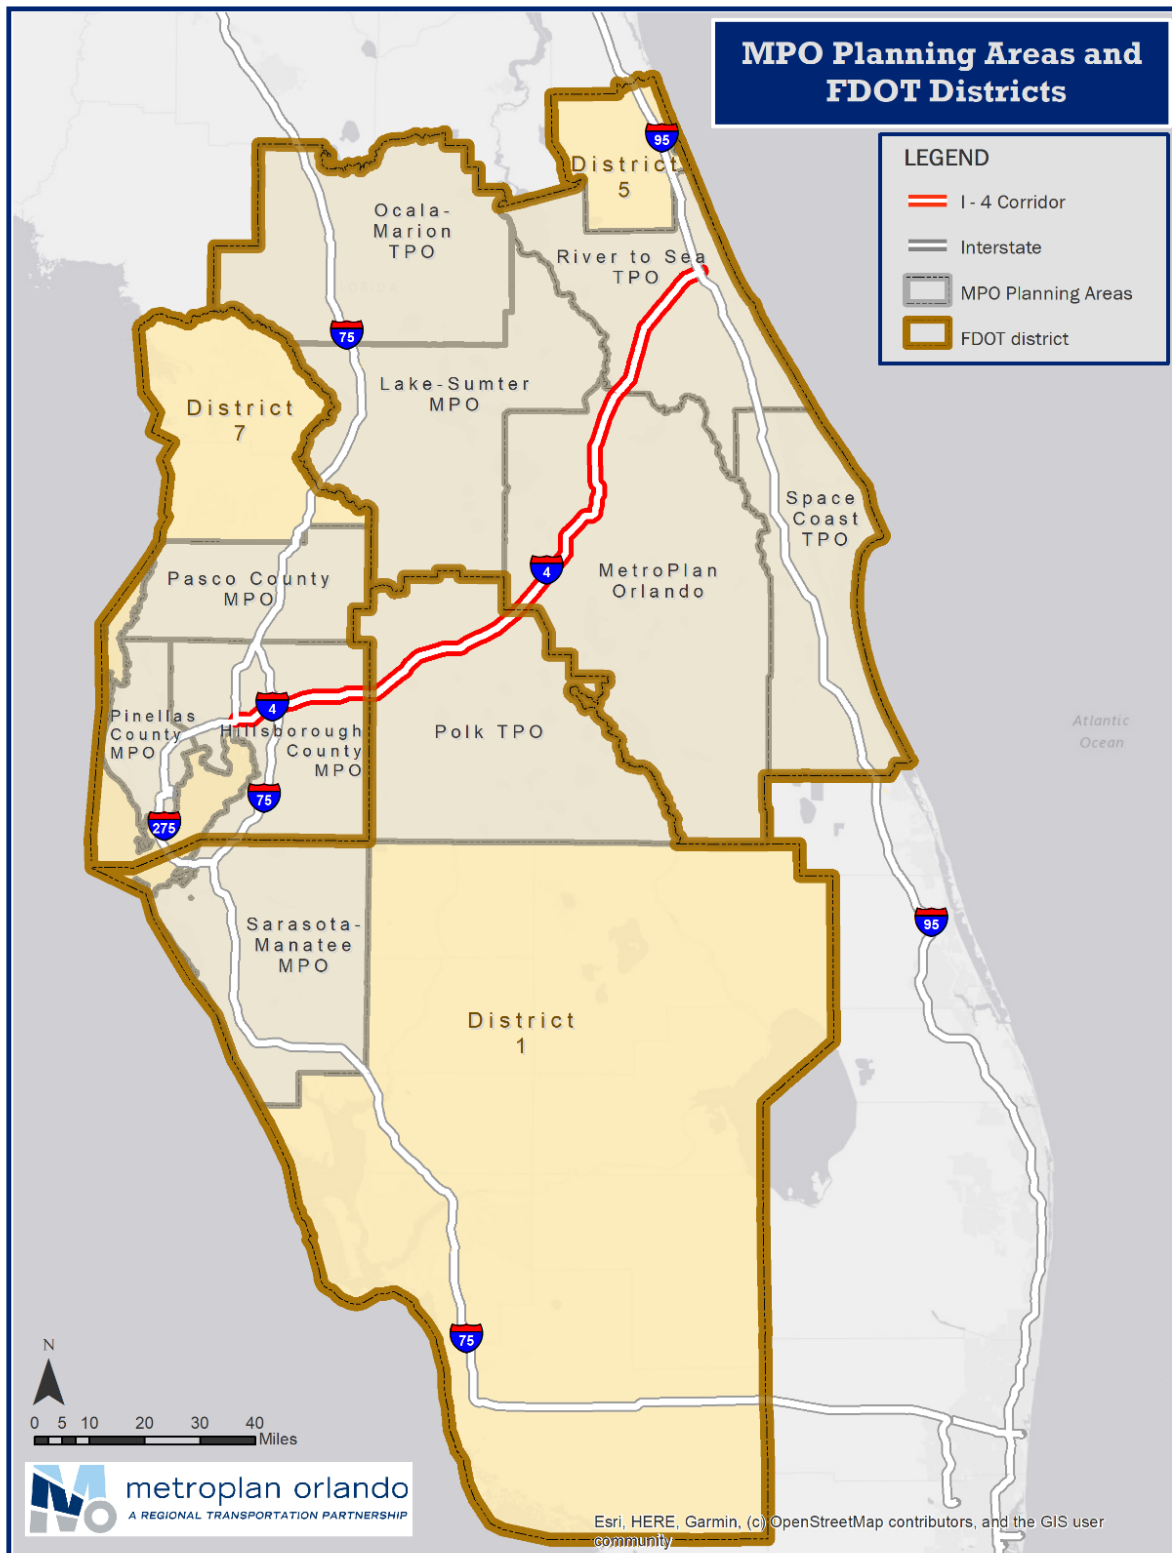 MPO Planning Areas and
FDOT Districts
LEGEND
I - 4 Corridor
Interstate
MPO Planning Areas
FDOT district
95
District
5
Ocala-
Marion
TPO
River to Sea
TPO
75
Lake-Sumter
MPO
District
7
Space
Coast
TPO
4
MetroPlan
Orlando
Pasco County
MPO
4
Pinellas
County
MPO
Hillsborough
County
MPO
Polk TPO
Atlantic
Ocean
75
275
95
Sarasota-
Manatee
MPO
District
1
75
N
0 5 10 20 30 40
Miles
metroplan orlando
A REGIONAL TRANSPORTATION PARTNERSHIP
Esri, HERE, Garmin, (c) OpenStreetMap contributors, and the GIS user
community